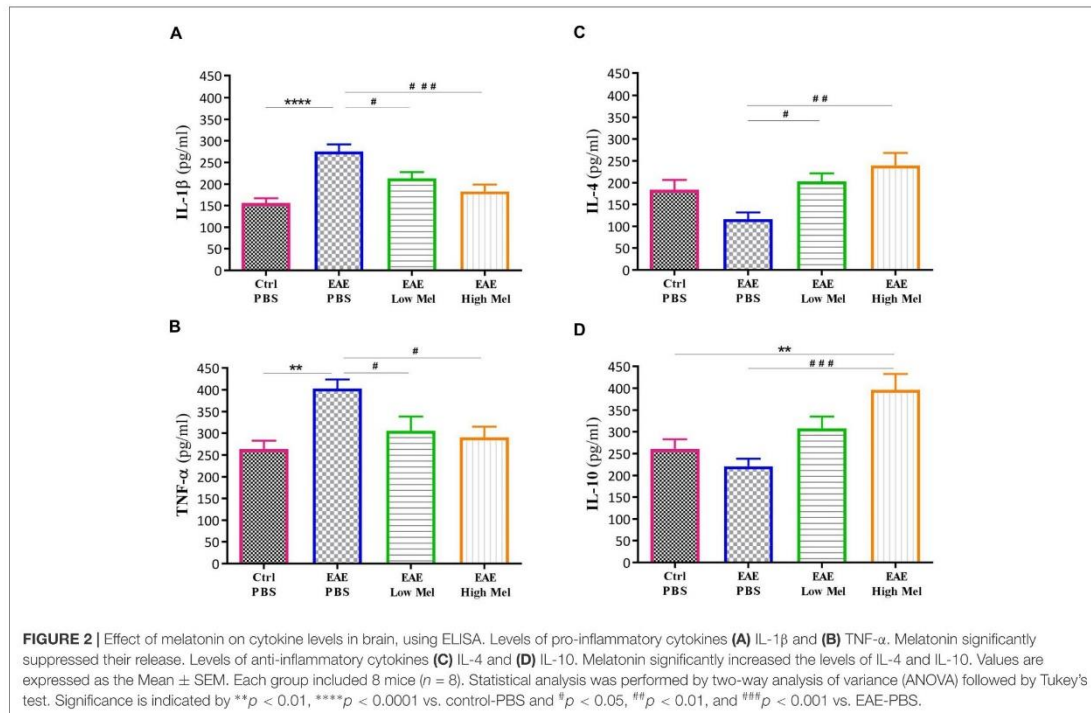 A
450
400
350
300
250
200
150
100
50
0
IL-1β (pg/ml)
****
#
# ##
Ctrl
PBS
EAE
PBS
EAE
Low Mel
EAE
High Mel
B
450
400
350
300
250
200
150
100
50
0
TNF-α (pg/ml)
**
#
#
Ctrl
PBS
EAE
PBS
EAE
Low Mel
EAE
High Mel
C
450
400
350
300
250
200
150
100
50
0
IL-4 (pg/ml)
##
#
Ctrl
PBS
EAE
PBS
EAE
Low Mel
EAE
High Mel
D
450
400
350
300
250
200
150
100
50
0
IL-10 (pg/ml)
**
###
Ctrl
PBS
EAE
PBS
EAE
Low Mel
EAE
High Mel
FIGURE 2 | Effect of melatonin on cytokine levels in brain, using ELISA. Levels of pro-inflammatory cytokines (A) IL-1β and (B) TNF-α. Melatonin significantly
suppressed their release. Levels of anti-inflammatory cytokines (C) IL-4 and (D) IL-10. Melatonin significantly increased the levels of IL-4 and IL-10. Values are
expressed as the Mean ± SEM. Each group included 8 mice (n = 8). Statistical analysis was performed by two-way analysis of variance (ANOVA) followed by Tukey's
test. Significance is indicated by **p < 0.01, ****p < 0.0001 vs. control-PBS and #p < 0.05, ##p < 0.01, and ###p < 0.001 vs. EAE-PBS.